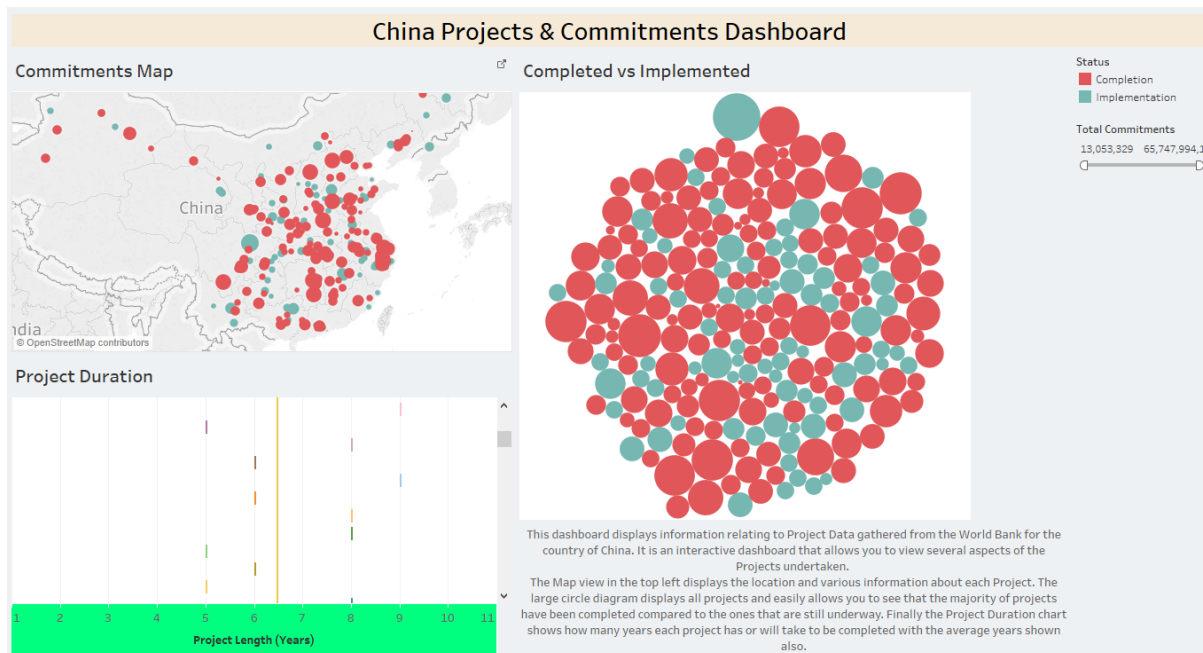 China Projects & Commitments Dashboard
Commitments Map
China
ndia
© OpenStreetMap contributors
Project Duration
1 2 3 4 5 6 7 8 9 10 11
Project Length (Years)
Completed vs Implemented
This dashboard displays information relating to Project Data gathered from the World Bank for the
country of China. It is an interactive dashboard that allows you to view several aspects of the
Projects undertaken.
The Map view in the top left displays the location and various information about each Project. The
large circle diagram displays all projects and easily allows you to see that the majority of projects
have been completed compared to the ones that are still underway. Finally the Project Duration chart
shows how many years each project has or will take to be completed with the average years shown
also.
Status
Completion
Implementation
Total Commitments
13,053,329 65,747,994,1